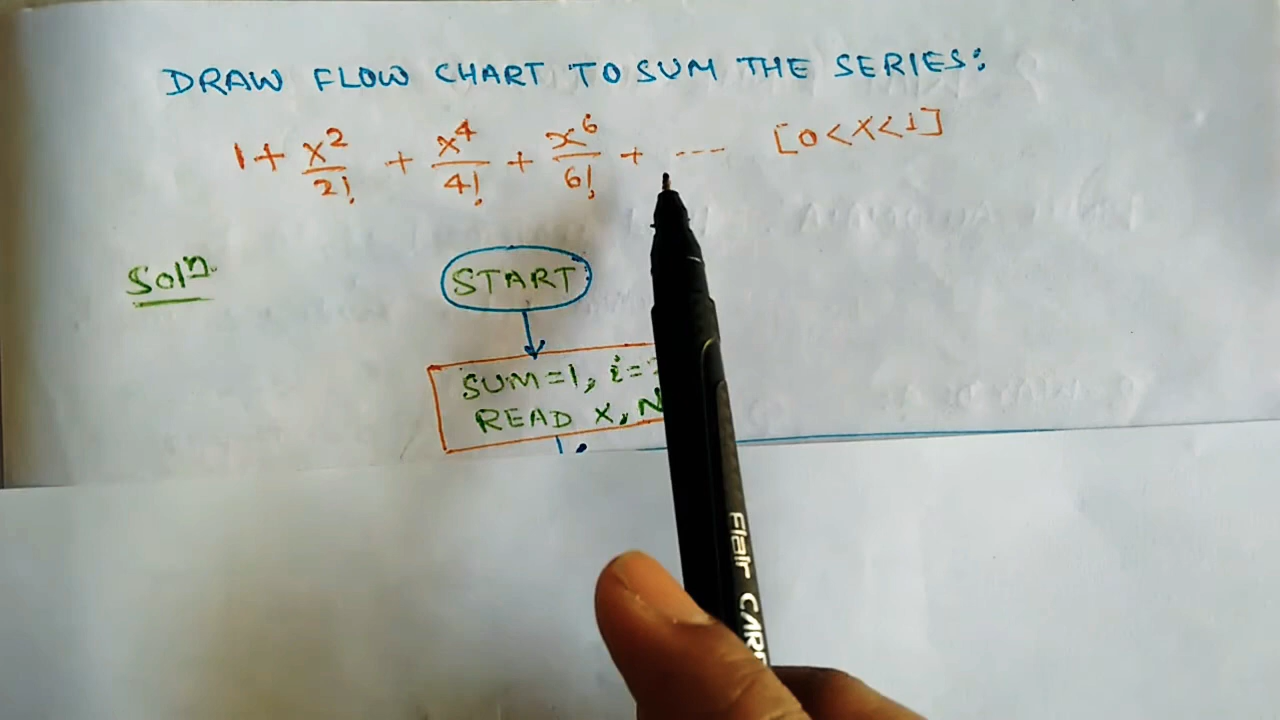 DRAW FLOW CHART TO SUM THE SERIES:
1 + x²/2! + x⁴/4! + x⁶/6! + ---- [0<x<1]
Solⁿ.
START
SUM=1, i=
READ X, N
Flair